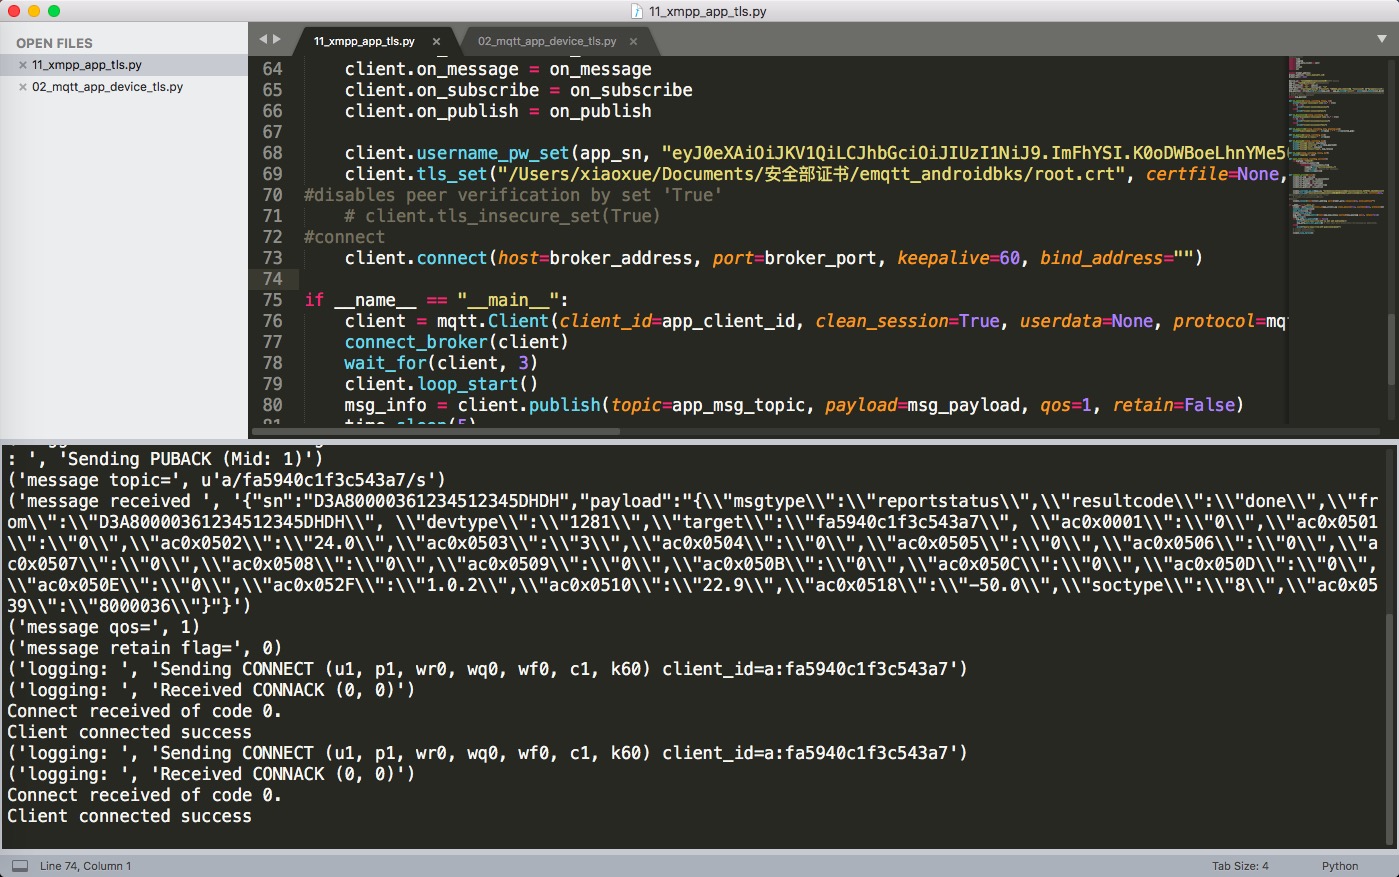 11_xmpp_app_tls.py
OPEN FILES
11_xmpp_app_tls.py
02_mqtt_app_device_tls.py
11_xmpp_app_tls.py
02_mqtt_app_device_tls.py
64 client.on_message = on_message
65 client.on_subscribe = on_subscribe
66 client.on_publish = on_publish
67
68 client.username_pw_set(app_sn, "eyJ0eXAiOiJKV1QiLCJhbGciOiJIUzI1NiJ9.ImFhYSI.K0oDWBoeLhnYMe5
69 client.tls_set("/Users/xiaoxue/Documents/安全部证书/emqtt_androidbks/root.crt", certfile=None,
70 #disables peer verification by set 'True'
71 # client.tls_insecure_set(True)
72 #connect
73 client.connect(host=broker_address, port=broker_port, keepalive=60, bind_address="")
74
75 if __name__ == "__main__":
76 client = mqtt.Client(client_id=app_client_id, clean_session=True, userdata=None, protocol=mq
77 connect_broker(client)
78 wait_for(client, 3)
79 client.loop_start()
80 msg_info = client.publish(topic=app_msg_topic, payload=msg_payload, qos=1, retain=False)
81 time.sleep(5)
: ', 'Sending PUBACK (Mid: 1)')
('message topic=', u'a/fa5940c1f3c543a7/s')
('message received ', '{"sn":"D3A80000361234512345DHDH","payload":"{\\"msgtype\\":\\"reportstatus\\",\\"resultcode\\":\\"done\\",\\"fr
om\\":\\"D3A80000361234512345DHDH\\", \\"devtype\\":\\"1281\\",\\"target\\":\\"fa5940c1f3c543a7\\", \\"ac0x0001\\":\\"0\\",\\"ac0x0501
\\":\\"0\\",\\"ac0x0502\\":\\"24.0\\",\\"ac0x0503\\":\\"3\\",\\"ac0x0504\\":\\"0\\",\\"ac0x0505\\":\\"0\\",\\"ac0x0506\\":\\"0\\",\\"a
c0x0507\\":\\"0\\",\\"ac0x0508\\":\\"0\\",\\"ac0x0509\\":\\"0\\",\\"ac0x050B\\":\\"0\\",\\"ac0x050C\\":\\"0\\",\\"ac0x050D\\":\\"0\\",
\\"ac0x050E\\":\\"0\\",\\"ac0x052F\\":\\"1.0.2\\",\\"ac0x0510\\":\\"22.9\\",\\"ac0x0518\\":\\"-50.0\\",\\"soctype\\":\\"8\\",\\"ac0x05
39\\":\\"8000036\\"}"}')
('message qos=', 1)
('message retain flag=', 0)
('logging: ', 'Sending CONNECT (u1, p1, wr0, wq0, wf0, c1, k60) client_id=a:fa5940c1f3c543a7')
('logging: ', 'Received CONNACK (0, 0)')
Connect received of code 0.
Client connected success
('logging: ', 'Sending CONNECT (u1, p1, wr0, wq0, wf0, c1, k60) client_id=a:fa5940c1f3c543a7')
('logging: ', 'Received CONNACK (0, 0)')
Connect received of code 0.
Client connected success
Line 74, Column 1
Tab Size: 4
Python